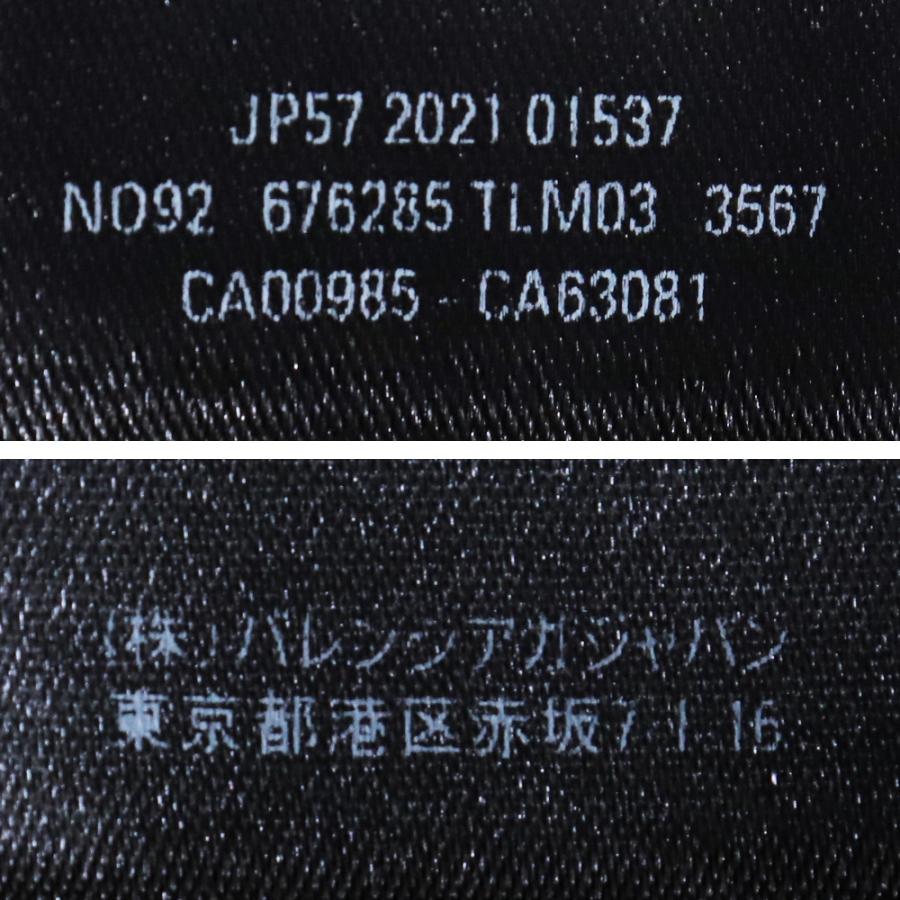 JP57 2021 01537
NO92 676285 TLM03 3567
CA00985 - CA63081
(株)バレンシアガジャパン
東京都港区赤坂7-1-16